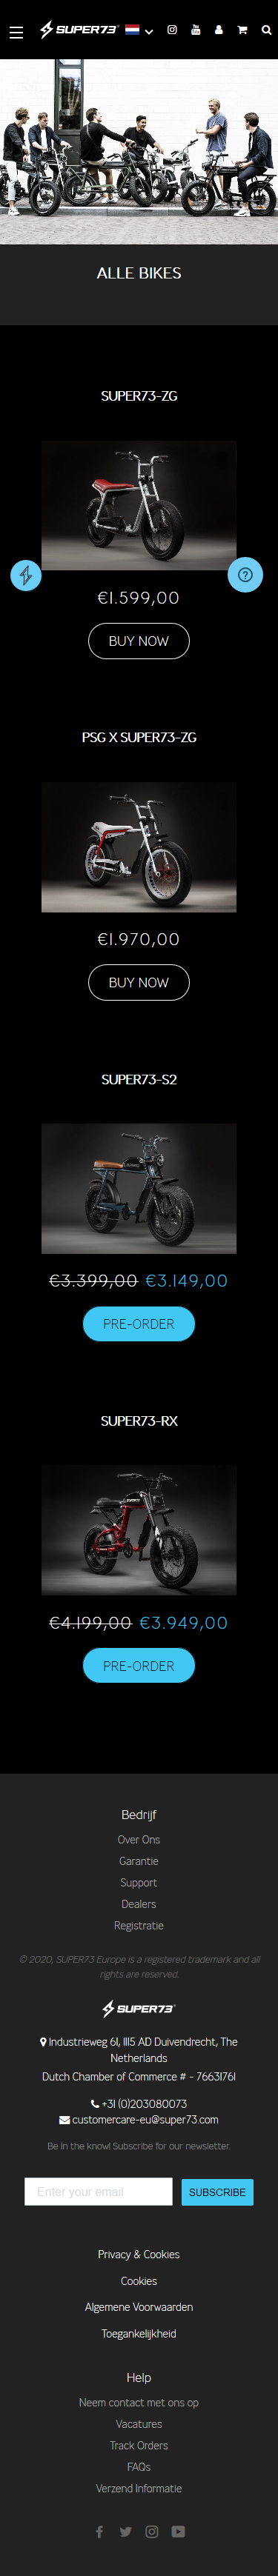 SUPER73
ALLE BIKES
SUPER73-ZG
€1.599,00
BUY NOW
PSG X SUPER73-ZG
€1.970,00
BUY NOW
SUPER73-S2
€3.399,00 €3.149,00
PRE-ORDER
SUPER73-RX
€4.199,00 €3.949,00
PRE-ORDER
Bedrijf
Over Ons
Garantie
Support
Dealers
Registratie
© 2020, SUPER73 Europe is a registered trademark and all
rights are reserved.
SUPER73
Industrieweg 61, 1115 AD Duivendrecht, The
Netherlands
Dutch Chamber of Commerce # - 76631761
+31 (0)203080073
customercare-eu@super73.com
Be in the know! Subscribe for our newsletter.
Enter your email SUBSCRIBE
Privacy & Cookies
Cookies
Algemene Voorwaarden
Toegankelijkheid
Help
Neem contact met ons op
Vacatures
Track Orders
FAQs
Verzend Informatie